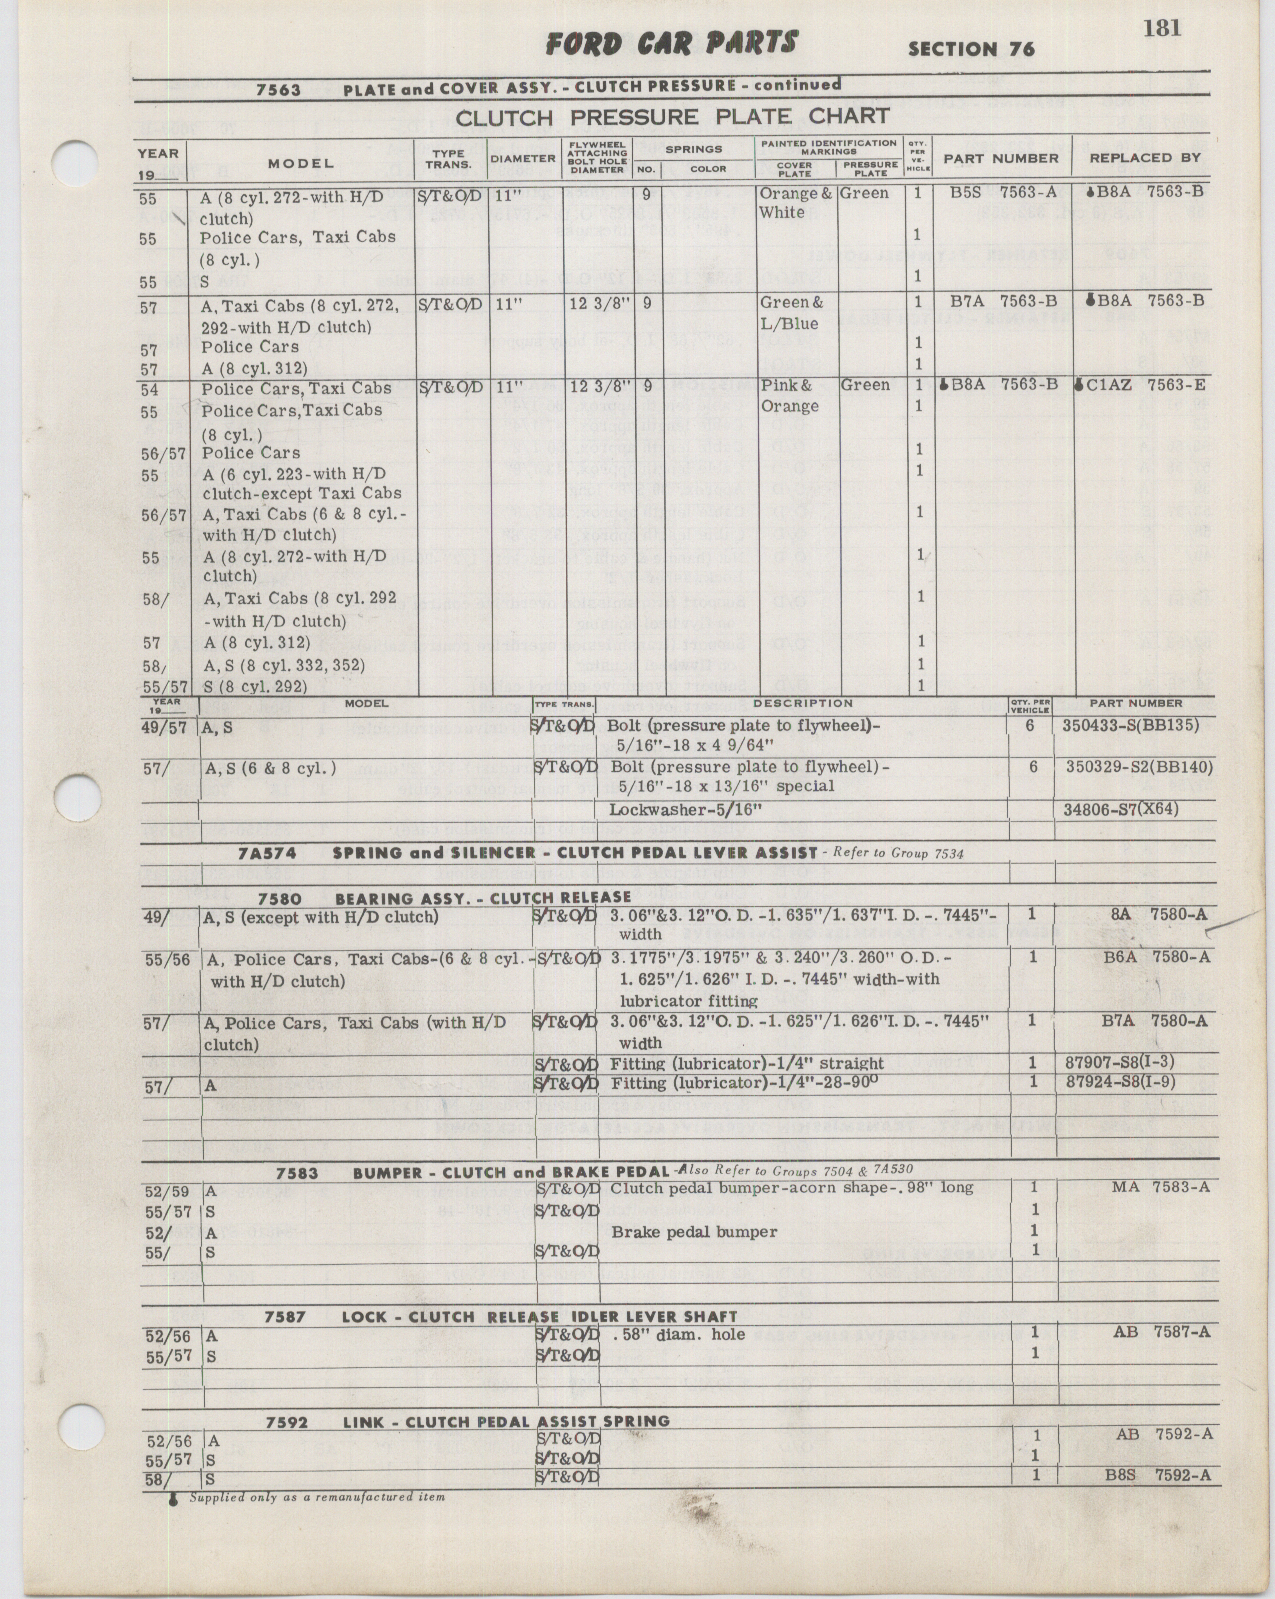 181
FORD CAR PARTS SECTION 76
7563 PLATE and COVER ASSY. - CLUTCH PRESSURE - continued
CLUTCH PRESSURE PLATE CHART
YEAR 19___ MODEL TYPE TRANS. DIAMETER FLYWHEEL ATTACHING BOLT HOLE DIAMETER SPRINGS NO. COLOR PAINTED IDENTIFICATION MARKINGS COVER PLATE PRESSURE PLATE QTY. PER VE-HICLE PART NUMBER REPLACED BY
55 A (8 cyl. 272-with H/D S/T&O/D 11" 9 Orange & Green 1 B5S 7563-A B8A 7563-B
clutch) White
55 Police Cars, Taxi Cabs 1
(8 cyl. )
55 S 1
57 A, Taxi Cabs (8 cyl. 272, S/T&O/D 11" 12 3/8" 9 Green & 1 B7A 7563-B B8A 7563-B
292-with H/D clutch) L/Blue
57 Police Cars 1
57 A (8 cyl. 312) 1
54 Police Cars, Taxi Cabs S/T&O/D 11" 12 3/8" 9 Pink & Green 1 B8A 7563-B C1AZ 7563-E
55 Police Cars, Taxi Cabs Orange 1
(8 cyl. )
56/57 Police Cars 1
55 A (6 cyl. 223-with H/D 1
clutch-except Taxi Cabs
56/57 A, Taxi Cabs (6 & 8 cyl. - 1
with H/D clutch)
55 A (8 cyl. 272-with H/D 1
clutch)
58/ A, Taxi Cabs (8 cyl. 292 1
-with H/D clutch)
57 A (8 cyl. 312) 1
58/ A, S (8 cyl. 332, 352) 1
55/57 S (8 cyl. 292) 1
YEAR 19___ MODEL TYPE TRANS. DESCRIPTION QTY. PER VEHICLE PART NUMBER
49/57 A, S S/T&O/D Bolt (pressure plate to flywheel)- 6 350433-S(BB135)
5/16"-18 x 4 9/64"
57/ A, S (6 & 8 cyl. ) S/T&O/D Bolt (pressure plate to flywheel) - 6 350329-S2(BB140)
5/16"-18 x 13/16" special
Lockwasher-5/16" 34806-S7(X64)
7A574 SPRING and SILENCER - CLUTCH PEDAL LEVER ASSIST - Refer to Group 7534
7580 BEARING ASSY. - CLUTCH RELEASE
49/ A, S (except with H/D clutch) S/T&O/D 3. 06"&3. 12"O. D. -1. 635"/1. 637"I. D. -. 7445"- 1 8A 7580-A
width
55/56 A, Police Cars, Taxi Cabs-(6 & 8 cyl. - S/T&O/D 3. 1775"/3. 1975" & 3. 240"/3. 260" O. D. - 1 B6A 7580-A
with H/D clutch) 1. 625"/1. 626" I. D. -. 7445" width-with
lubricator fitting
57/ A, Police Cars, Taxi Cabs (with H/D S/T&O/D 3. 06"&3. 12"O. D. -1. 625"/1. 626"I. D. -. 7445" 1 B7A 7580-A
clutch) width
S/T&O/D Fitting (lubricator)-1/4" straight 1 87907-S8(I-3)
57/ A S/T&O/D Fitting (lubricator)-1/4"-28-90º 1 87924-S8(I-9)
7583 BUMPER - CLUTCH and BRAKE PEDAL -Also Refer to Groups 7504 & 7A530
52/59 A S/T&O/D Clutch pedal bumper-acorn shape-. 98" long 1 MA 7583-A
55/57 S S/T&O/D 1
52/ A Brake pedal bumper 1
55/ S S/T&O/D 1
7587 LOCK - CLUTCH RELEASE IDLER LEVER SHAFT
52/56 A S/T&O/D . 58" diam. hole 1 AB 7587-A
55/57 S S/T&O/D 1
7592 LINK - CLUTCH PEDAL ASSIST SPRING
52/56 A S/T&O/D 1 AB 7592-A
55/57 S S/T&O/D 1
58/ S S/T&O/D 1 B8S 7592-A
Supplied only as a remanufactured item